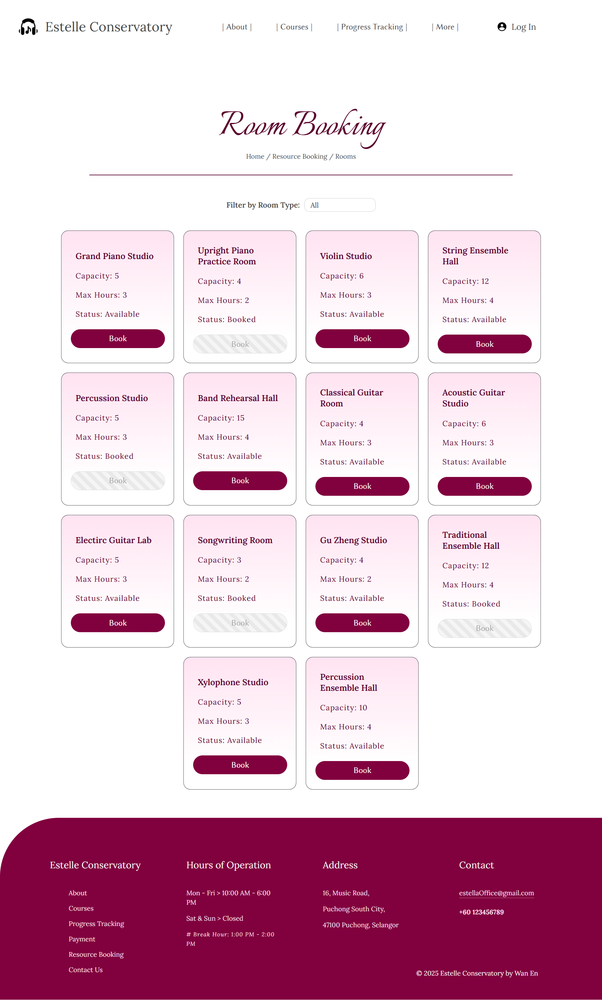 Estelle Conservatory
| About |
| Courses |
| Progress Tracking |
| More |
Log In
Room Booking
Home / Resource Booking / Rooms
Filter by Room Type:
All
Grand Piano Studio
Capacity: 5
Max Hours: 3
Status: Available
Book
Upright Piano
Practice Room
Capacity: 4
Max Hours: 2
Status: Booked
Book
Violin Studio
Capacity: 6
Max Hours: 3
Status: Available
Book
String Ensemble
Hall
Capacity: 12
Max Hours: 4
Status: Available
Book
Percussion Studio
Capacity: 5
Max Hours: 3
Status: Booked
Book
Band Rehearsal Hall
Capacity: 15
Max Hours: 4
Status: Available
Book
Classical Guitar
Room
Capacity: 4
Max Hours: 3
Status: Available
Book
Acoustic Guitar
Studio
Capacity: 6
Max Hours: 3
Status: Available
Book
Electirc Guitar Lab
Capacity: 5
Max Hours: 3
Status: Available
Book
Songwriting Room
Capacity: 3
Max Hours: 2
Status: Booked
Book
Gu Zheng Studio
Capacity: 4
Max Hours: 2
Status: Available
Book
Traditional
Ensemble Hall
Capacity: 12
Max Hours: 4
Status: Booked
Book
Xylophone Studio
Capacity: 5
Max Hours: 3
Status: Available
Book
Percussion
Ensemble Hall
Capacity: 10
Max Hours: 4
Status: Available
Book
Estelle Conservatory
About
Courses
Progress Tracking
Payment
Resource Booking
Contact Us
Hours of Operation
Mon - Fri > 10:00 AM - 6:00
PM
Sat & Sun > Closed
# Break Hour: 1:00 PM - 2:00
PM
Address
16, Music Road,
Puchong South City,
47100 Puchong, Selangor
Contact
estellaOffice@gmail.com
+60 123456789
© 2025 Estelle Conservatory by Wan En